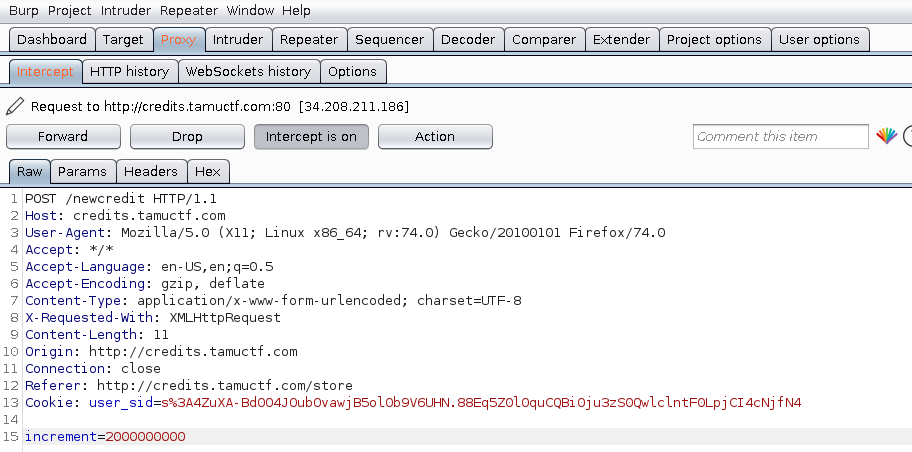 Burp Project Intruder Repeater Window Help
Dashboard Target Proxy Intruder Repeater Sequencer Decoder Comparer Extender Project options User options
Intercept HTTP history WebSockets history Options
Request to http://credits.tamuctf.com:80 [34.208.211.186]
Forward Drop Intercept is on Action Comment this item
Raw Params Headers Hex
1 POST /newcredit HTTP/1.1
2 Host: credits.tamuctf.com
3 User-Agent: Mozilla/5.0 (X11; Linux x86_64; rv:74.0) Gecko/20100101 Firefox/74.0
4 Accept: */*
5 Accept-Language: en-US,en;q=0.5
6 Accept-Encoding: gzip, deflate
7 Content-Type: application/x-www-form-urlencoded; charset=UTF-8
8 X-Requested-With: XMLHttpRequest
9 Content-Length: 11
10 Origin: http://credits.tamuctf.com
11 Connection: close
12 Referer: http://credits.tamuctf.com/store
13 Cookie: user_sid=s%3A4ZuXA-BdOO4JOubOvawjB5ol0b9V6UHN.88Eq5Z0l0quCQBi0ju3zS0QwlclntF0LpjCI4cNjfN4
14
15 increment=2000000000